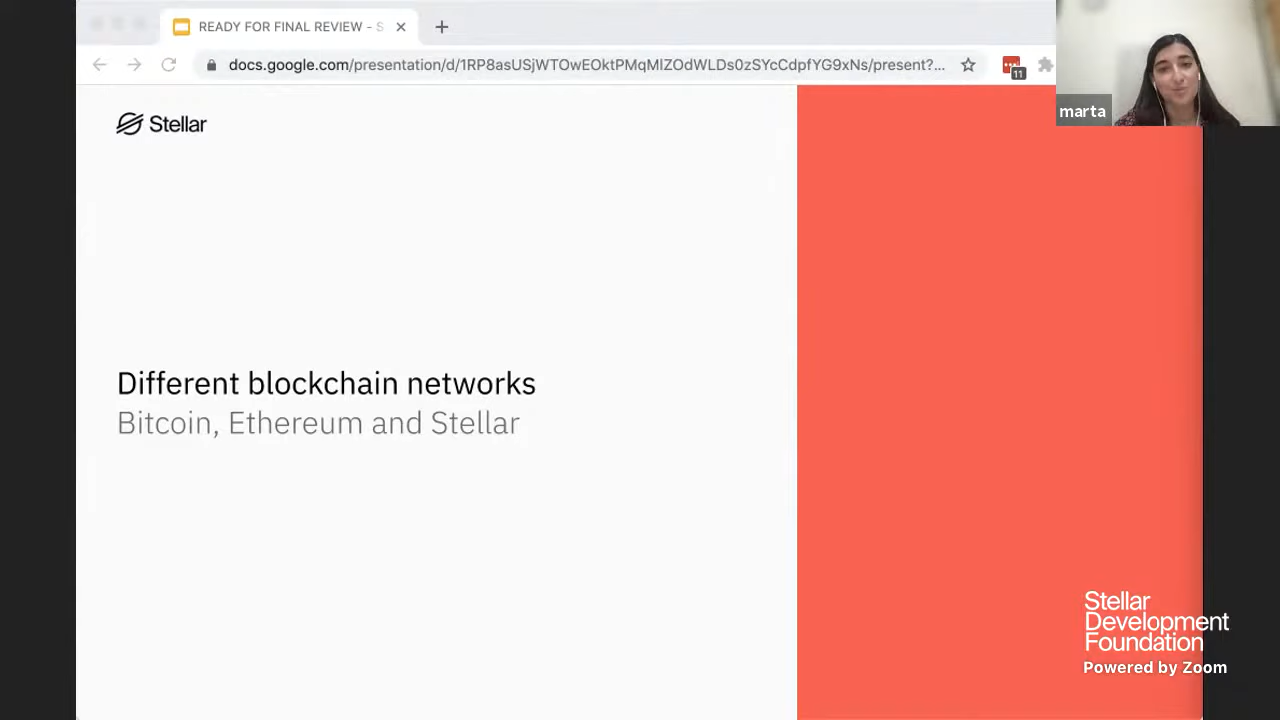 READY FOR FINAL REVIEW - S
docs.google.com/presentation/d/1RP8asUSjWTOwEOktPMqMIZOdWLDs0zSYcCdpfYG9xNs/present?...
11
marta
Stellar
Different blockchain networks
Bitcoin, Ethereum and Stellar
Stellar
Development
Foundation
Powered by Zoom